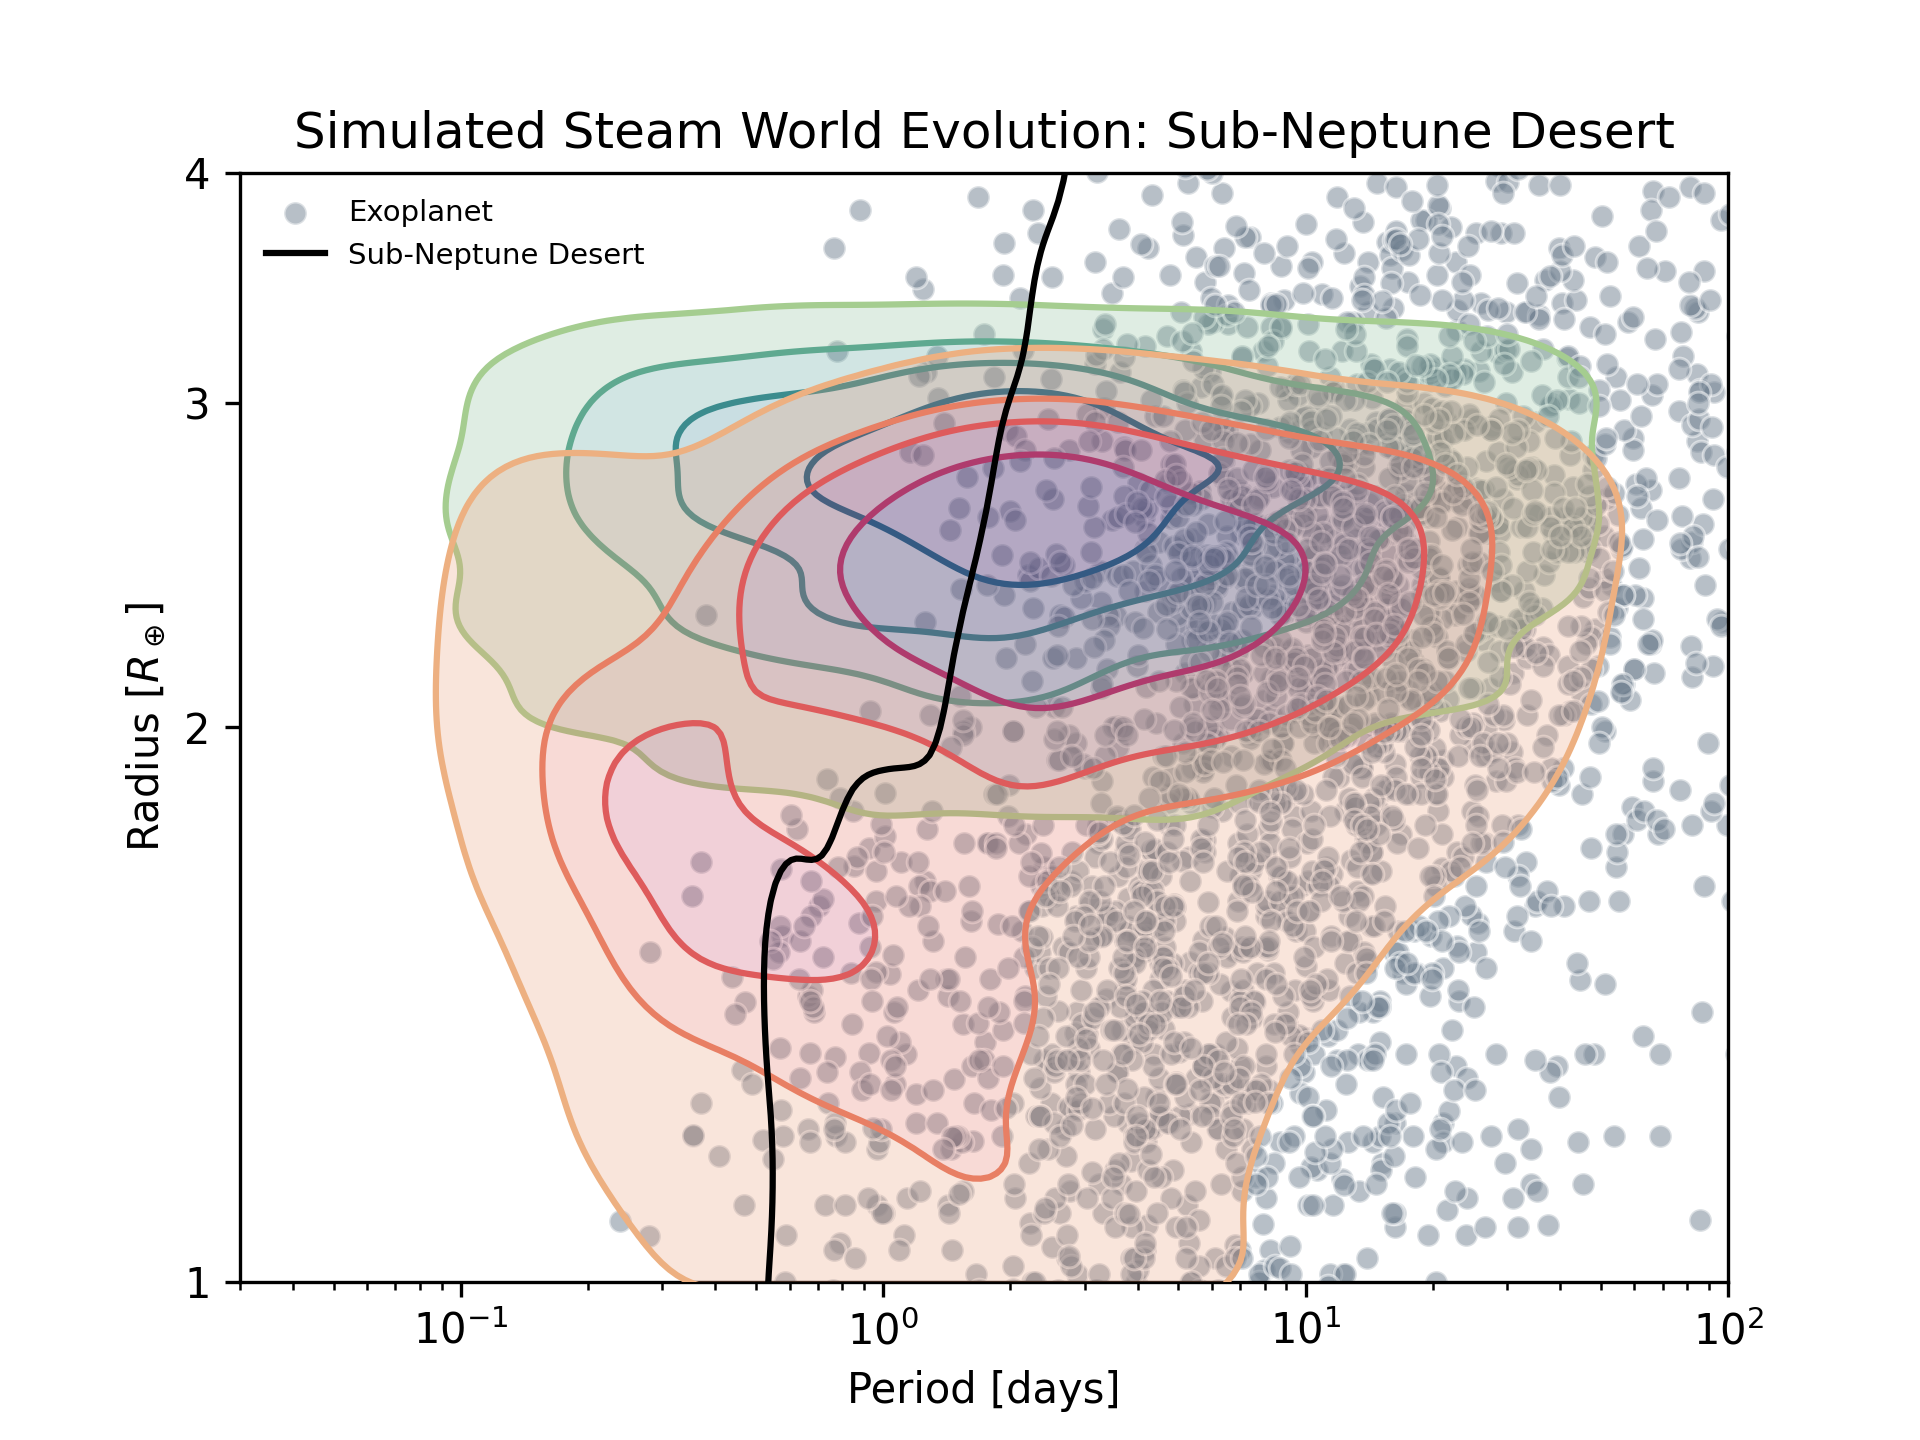 Simulated Steam World Evolution: Sub-Neptune Desert
Exoplanet
Sub-Neptune Desert
4
3
2
1
Radius [R⊕]
10⁻¹ 10⁰ 10¹ 10²
Period [days]